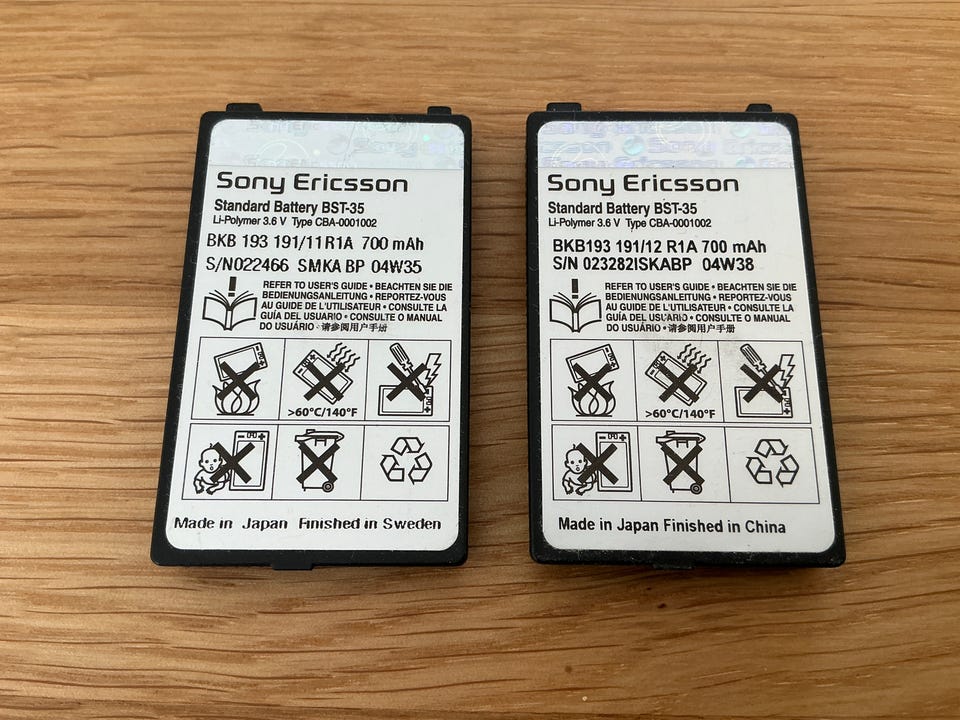 Sony Ericsson
Standard Battery BST-35
Li-Polymer 3.6 V Type CBA-0001002
BKB 193 191/11R1A 700 mAh
S/N022466 SMKA BP 04W35
REFER TO USER'S GUIDE • BEACHTEN SIE DIE
BEDIENUNGSANLEITUNG • REPORTEZ-VOUS
AU GUIDE DE L'UTILISATEUR • CONSULTE LA
GUÍA DEL USUARIO • CONSULTE O MANUAL
DO USUÁRIO • 请参阅用户手册
>60°C/140°F
Made in Japan Finished in Sweden
Sony Ericsson
Standard Battery BST-35
Li-Polymer 3.6 V Type CBA-0001002
BKB193 191/12 R1A 700 mAh
S/N 023282ISKABP 04W38
REFER TO USER'S GUIDE • BEACHTEN SIE DIE
BEDIENUNGSANLEITUNG • REPORTEZ-VOUS
AU GUIDE DE L'UTILISATEUR • CONSULTE LA
GUÍA DEL USUARIO • CONSULTE O MANUAL
DO USUÁRIO • 请参阅用户手册
>60°C/140°F
Made in Japan Finished in China